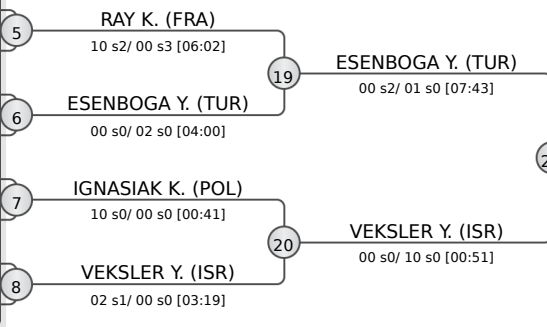 5
RAY K. (FRA)
10 s2/ 00 s3 [06:02]
19
ESENBOGA Y. (TUR)
00 s2/ 01 s0 [07:43]
6
ESENBOGA Y. (TUR)
00 s0/ 02 s0 [04:00]
7
IGNASIAK K. (POL)
10 s0/ 00 s0 [00:41]
20
VEKSLER Y. (ISR)
00 s0/ 10 s0 [00:51]
8
VEKSLER Y. (ISR)
02 s1/ 00 s0 [03:19]